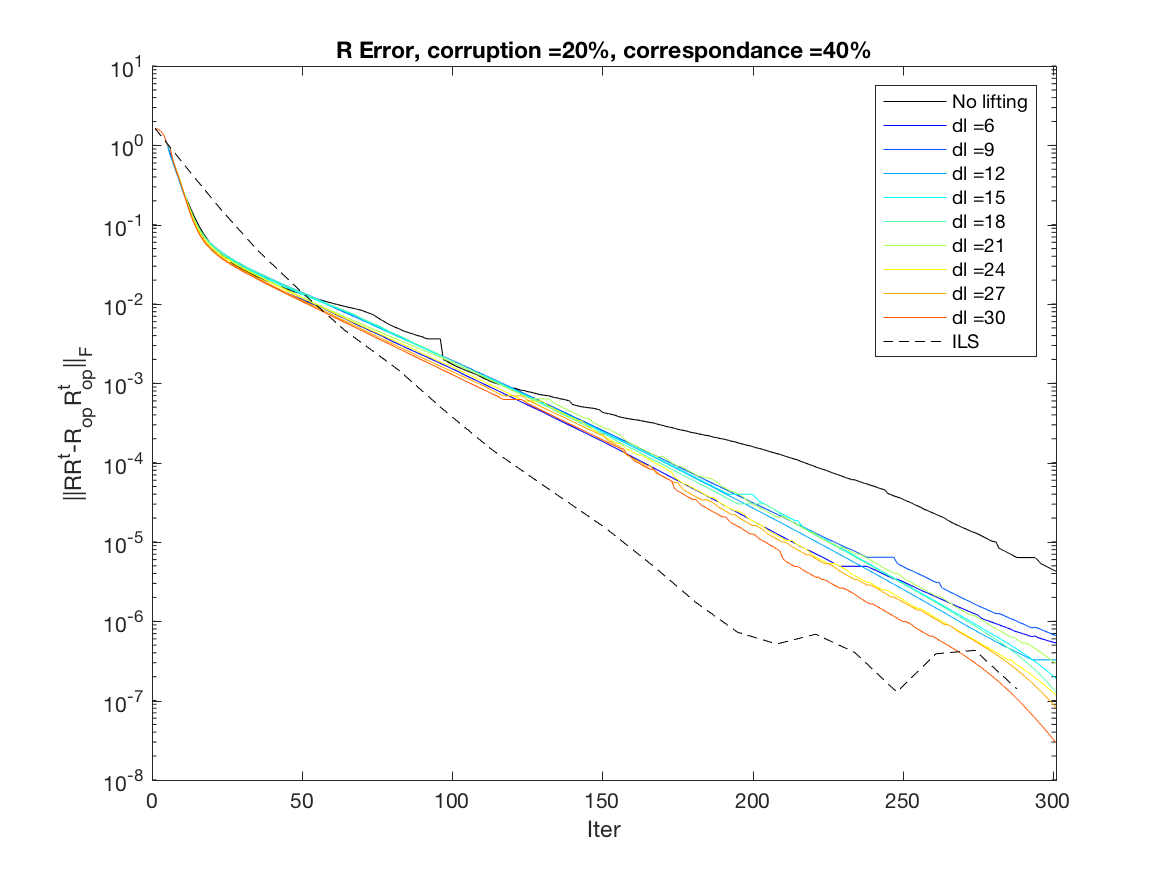 R Error, corruption =20%, correspondance =40%
No lifting
dl =6
dl =9
dl =12
dl =15
dl =18
dl =21
dl =24
dl =27
dl =30
ILS
||RR^t-R_op R_op^t||_F
10^1
10^0
10^-1
10^-2
10^-3
10^-4
10^-5
10^-6
10^-7
10^-8
0 50 100 150 200 250 300
Iter